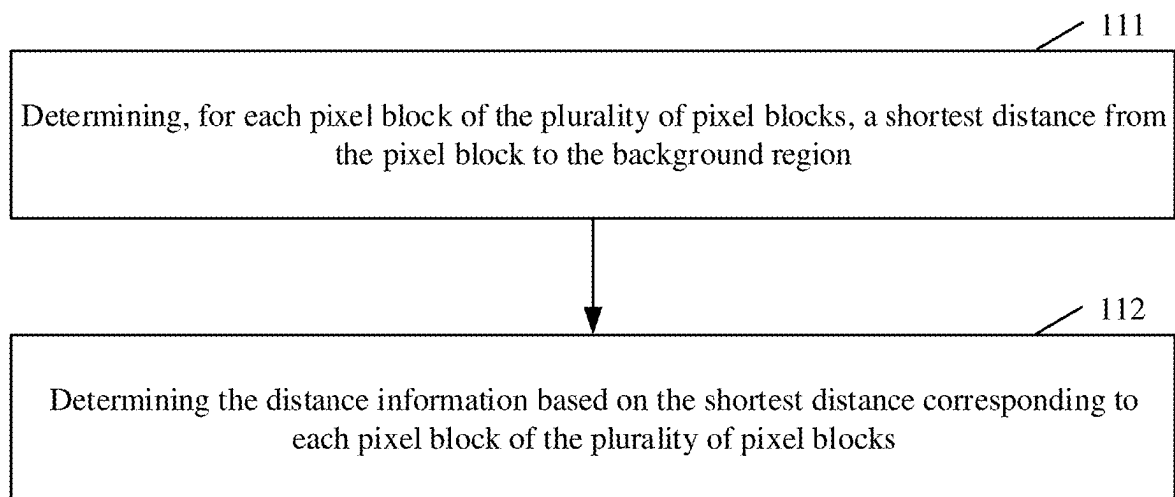 111
Determining, for each pixel block of the plurality of pixel blocks, a shortest distance from
the pixel block to the background region
112
Determining the distance information based on the shortest distance corresponding to
each pixel block of the plurality of pixel blocks